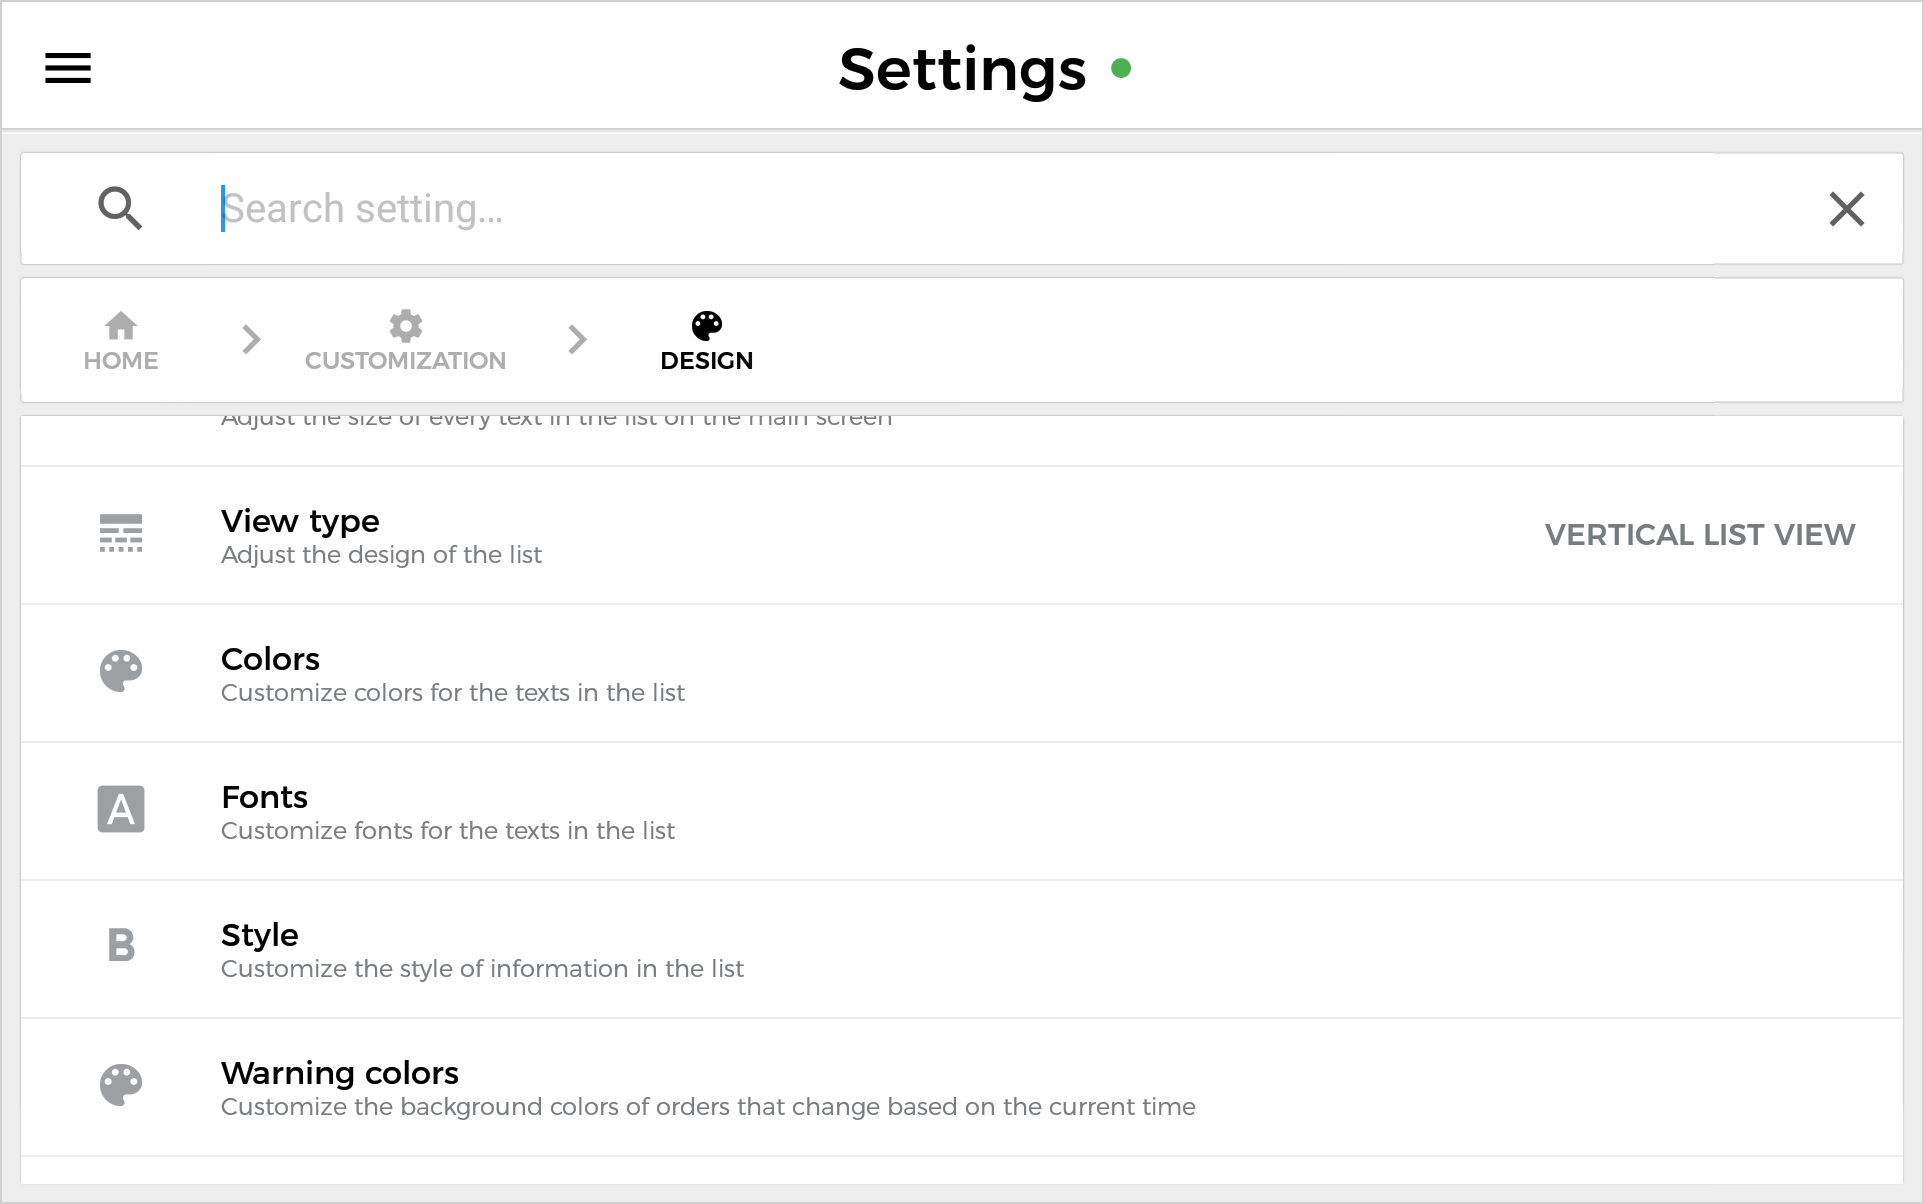 Settings
Search setting...
HOME
CUSTOMIZATION
DESIGN
Adjust the size of every text in the list on the main screen
View type
Adjust the design of the list
VERTICAL LIST VIEW
Colors
Customize colors for the texts in the list
A
Fonts
Customize fonts for the texts in the list
B
Style
Customize the style of information in the list
Warning colors
Customize the background colors of orders that change based on the current time